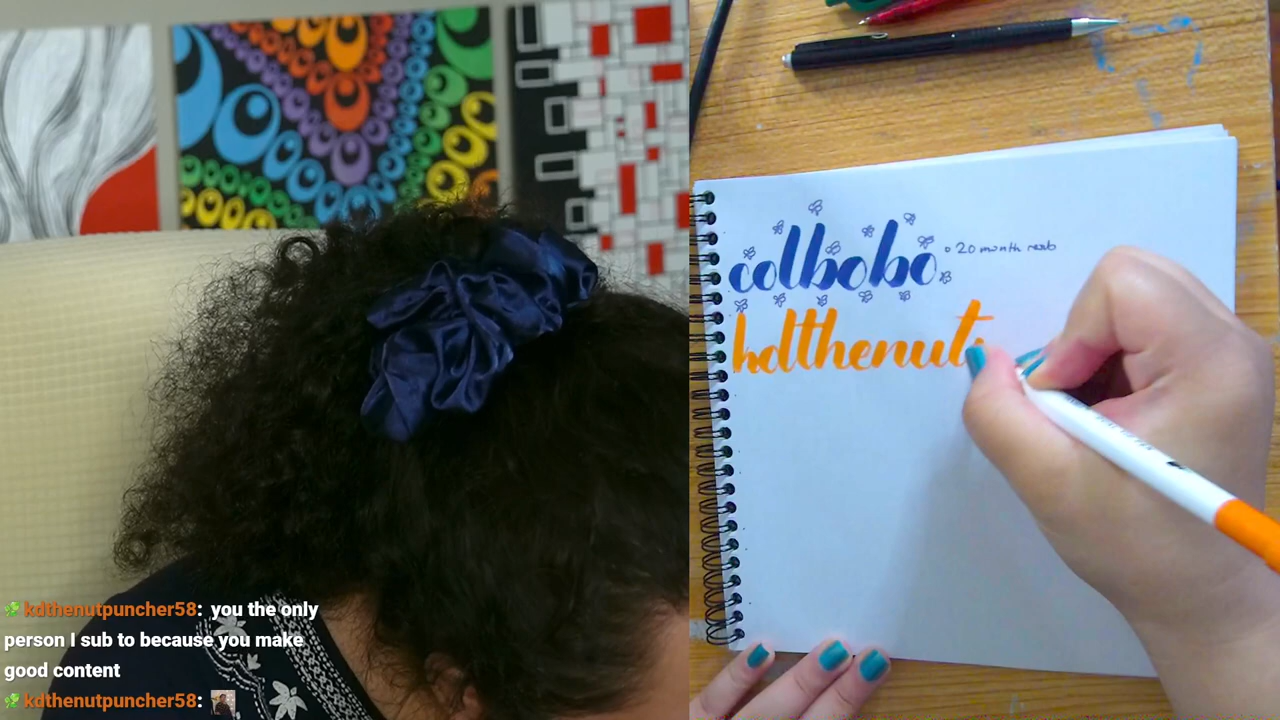 colbobo
20 month resub
kdthenut
kdthenutpuncher58: you the only
person I sub to because you make
good content
kdthenutpuncher58: